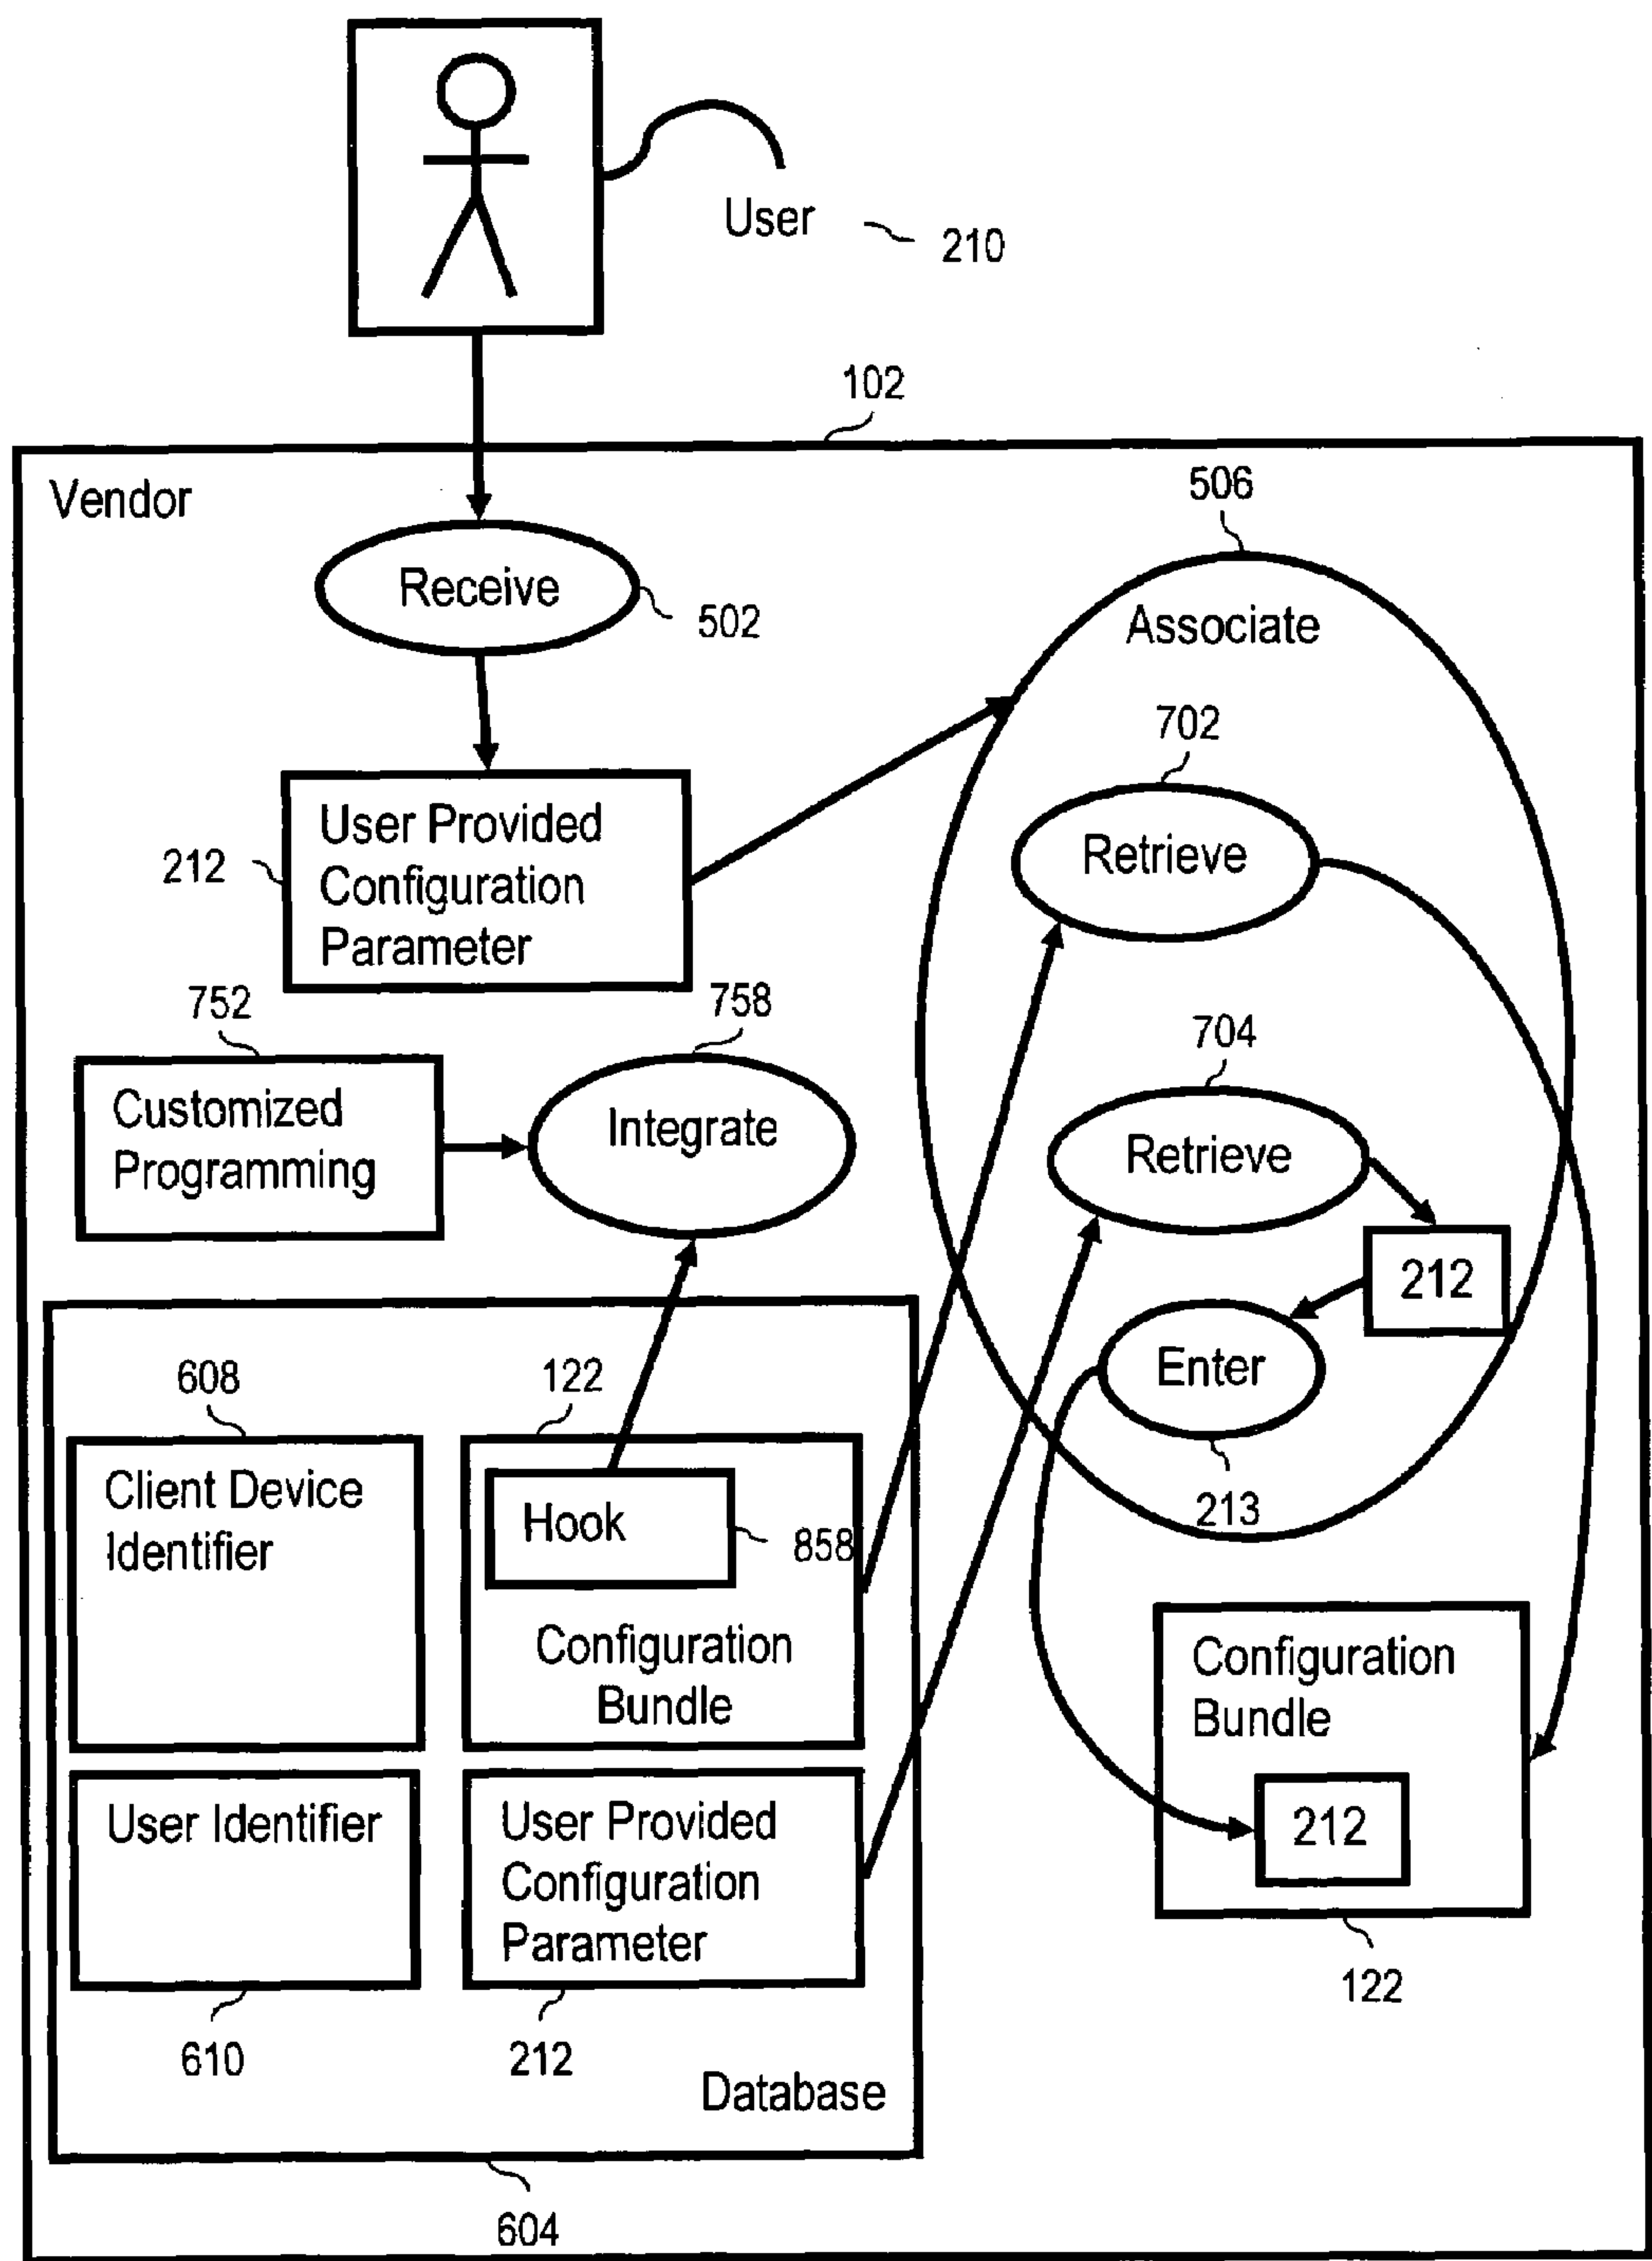 User
210
102
Vendor
506
Receive
502
Associate
702
User Provided
Configuration
Parameter
212
Retrieve
752
758
704
Customized
Programming
Integrate
Retrieve
212
Enter
213
608
122
Client Device
Identifier
Hook
858
Configuration
Bundle
Configuration
Bundle
212
122
User Identifier
User Provided
Configuration
Parameter
610
212
Database
604